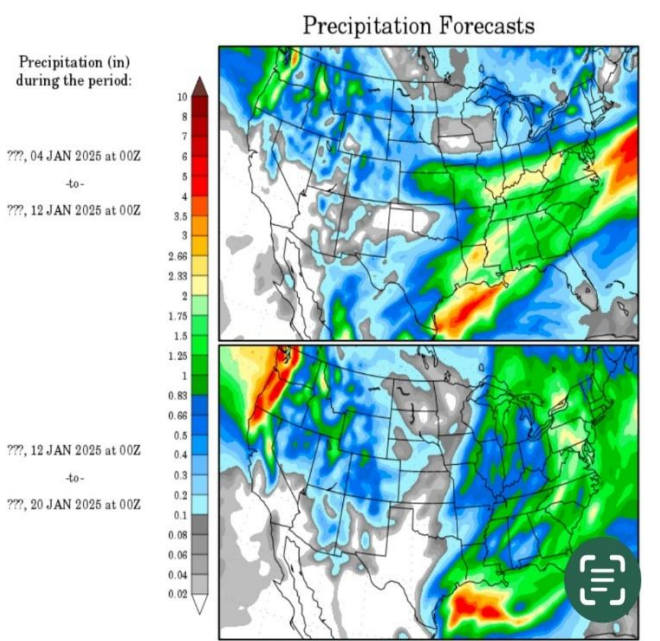 Precipitation Forecasts
Precipitation (in)
during the period:
???, 04 JAN 2025 at 00Z
-to-
???, 12 JAN 2025 at 00Z
???, 12 JAN 2025 at 00Z
-to-
???, 20 JAN 2025 at 00Z
10
8
7
6
5
4
3.5
3
2.66
2.33
2
1.75
1.5
1.25
1
0.83
0.66
0.5
0.4
0.3
0.2
0.1
0.08
0.06
0.04
0.02